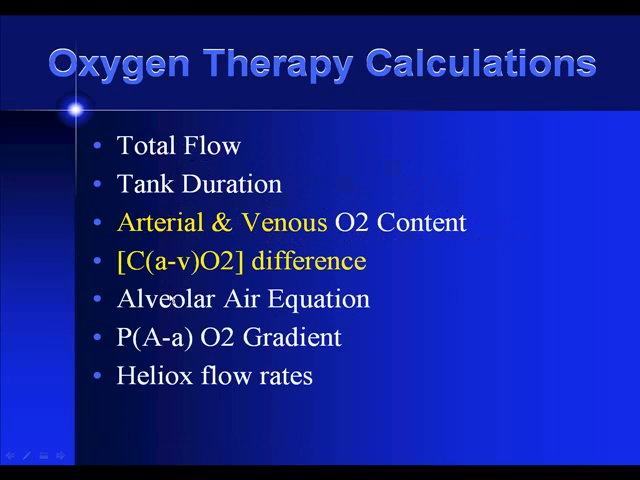 Oxygen Therapy Calculations
• Total Flow
• Tank Duration
• Arterial & Venous O2 Content
• [C(a-v)O2] difference
• Alveolar Air Equation
• P(A-a) O2 Gradient
• Heliox flow rates